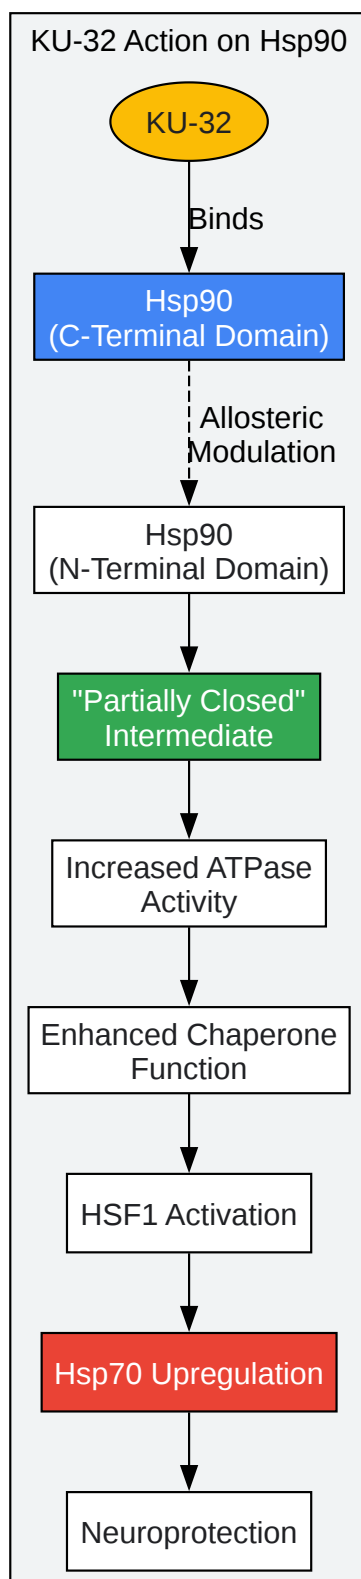 KU-32 Action on Hsp90
KU-32
Binds
Hsp90
(C-Terminal Domain)
Allosteric
Modulation
Hsp90
(N-Terminal Domain)
"Partially Closed"
Intermediate
Increased ATPase
Activity
Enhanced Chaperone
Function
HSF1 Activation
Hsp70 Upregulation
Neuroprotection